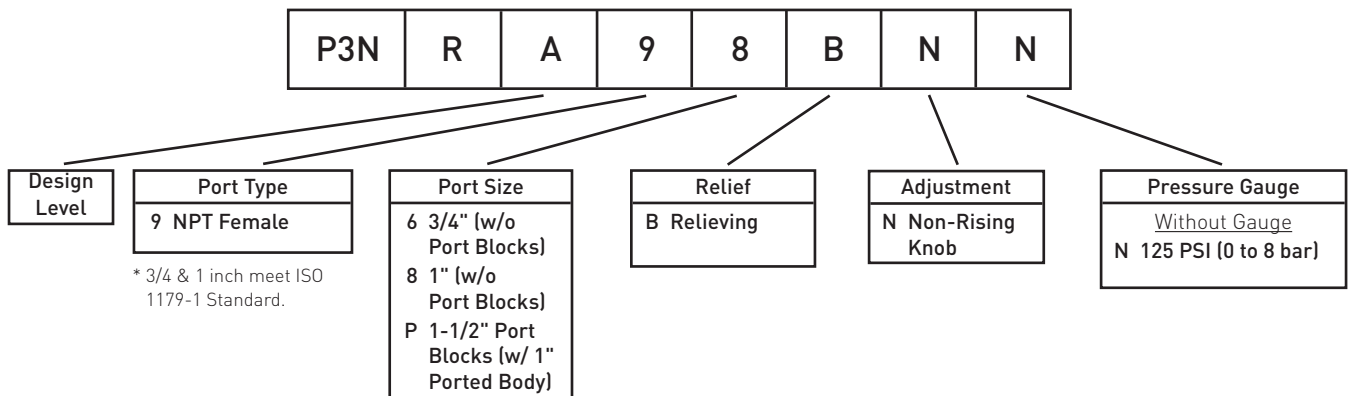 P3N R A 9 8 B N N
Design
Level
Port Type
9 NPT Female
* 3/4 & 1 inch meet ISO
1179-1 Standard.
Port Size
6 3/4" (w/o
Port Blocks)
8 1" (w/o
Port Blocks)
P 1-1/2" Port
Blocks (w/ 1"
Ported Body)
Relief
B Relieving
Adjustment
N Non-Rising
Knob
Pressure Gauge
Without Gauge
N 125 PSI (0 to 8 bar)